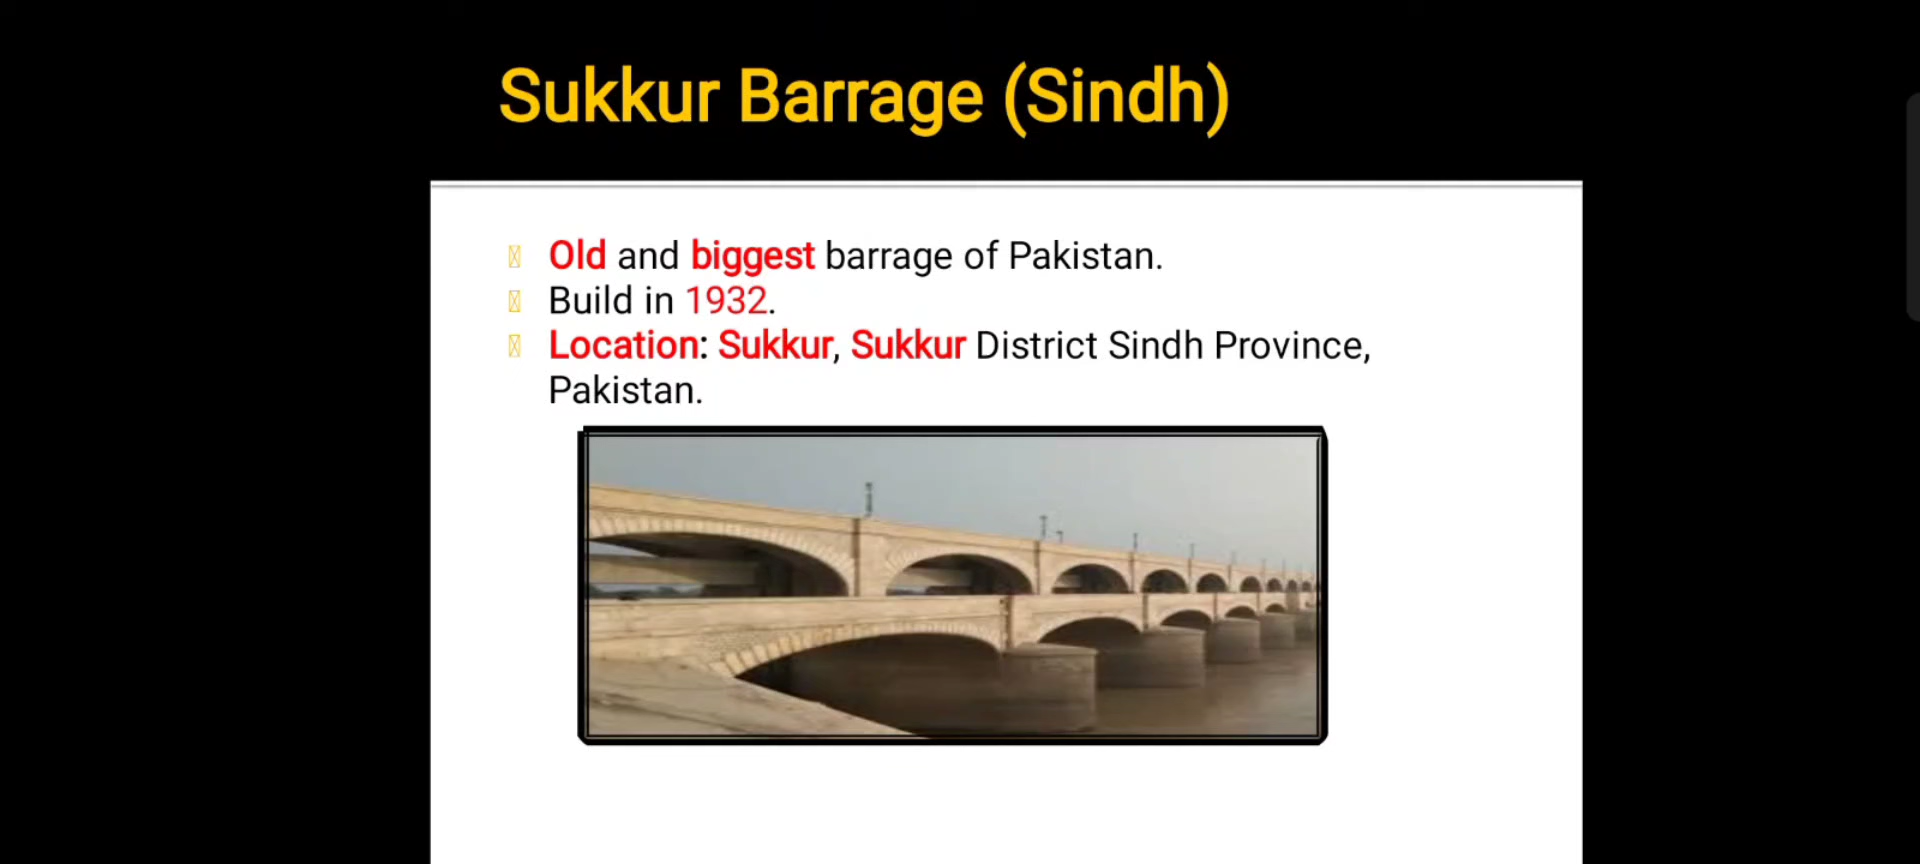 Sukkur Barrage (Sindh)
Old and biggest barrage of Pakistan.
Build in 1932.
Location: Sukkur, Sukkur District Sindh Province,
Pakistan.